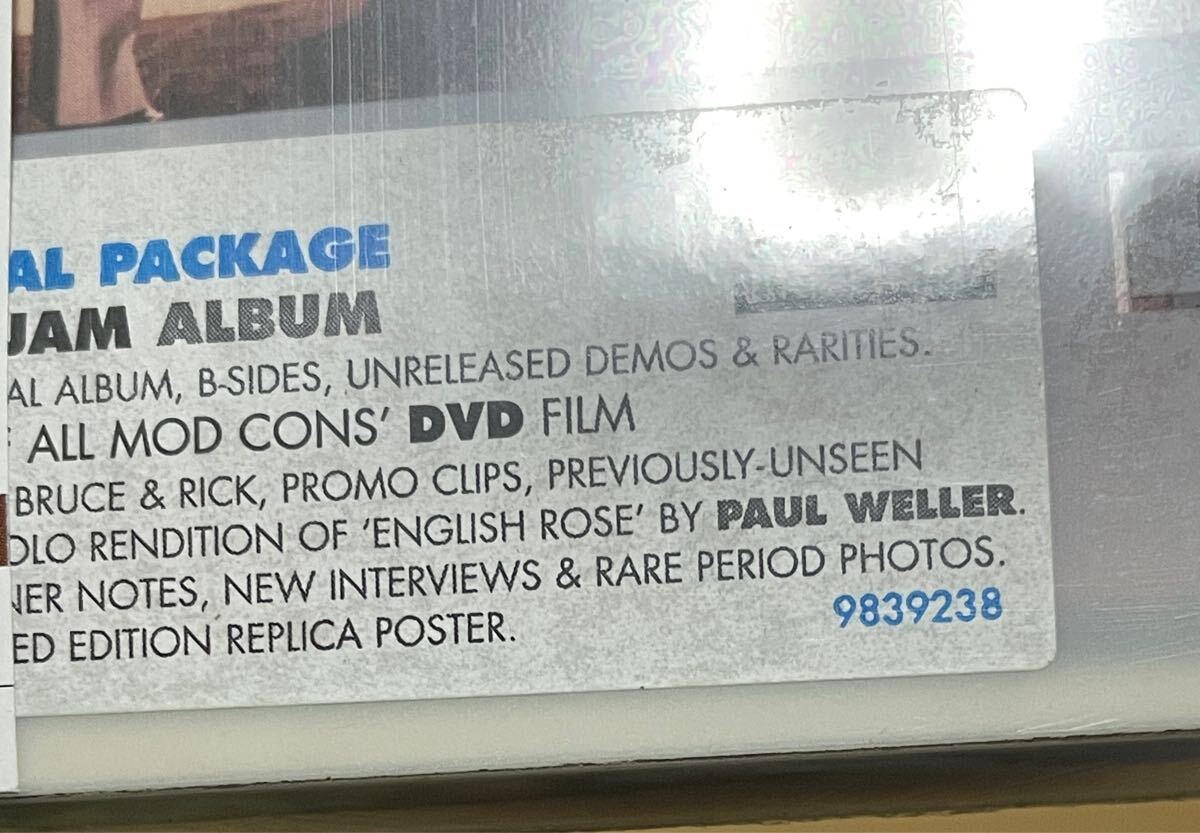 AL PACKAGE
JAM ALBUM
AL ALBUM, B-SIDES, UNRELEASED DEMOS & RARITIES.
ALL MOD CONS' DVD FILM
BRUCE & RICK, PROMO CLIPS, PREVIOUSLY-UNSEEN
OLO RENDITION OF 'ENGLISH ROSE' BY PAUL WELLER.
NER NOTES, NEW INTERVIEWS & RARE PERIOD PHOTOS.
ED EDITION REPLICA POSTER.
9839238